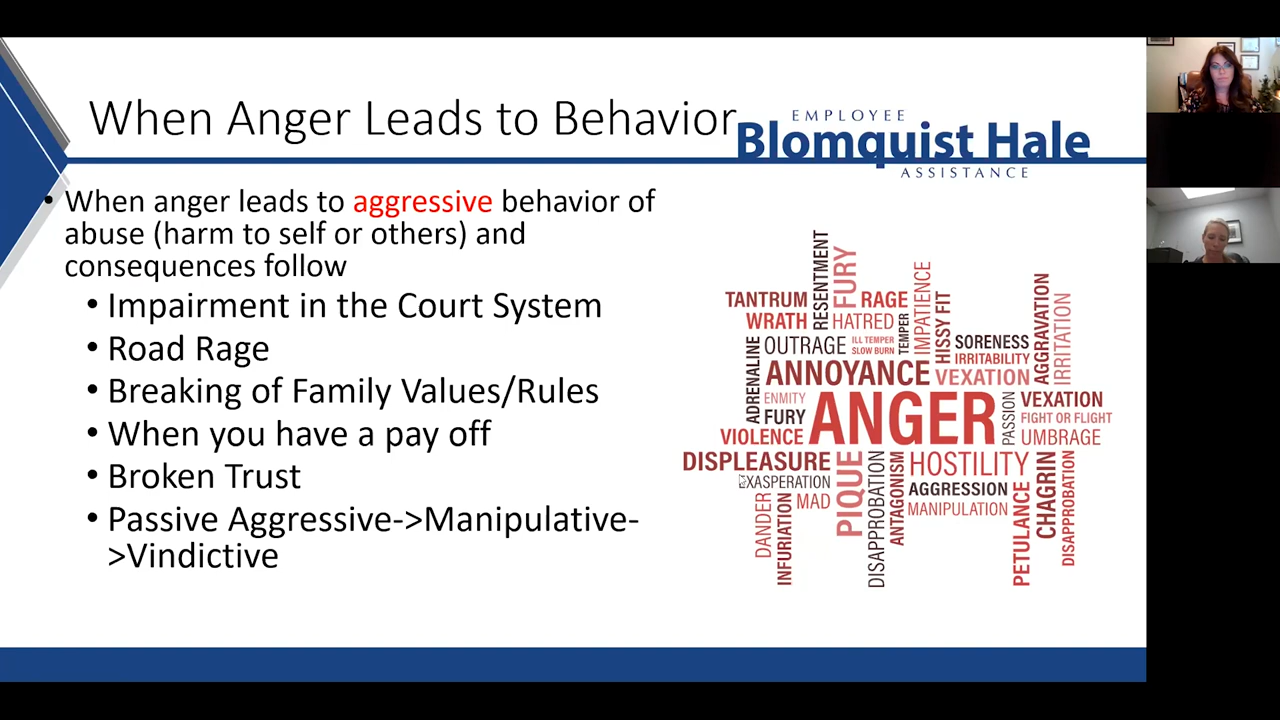 When Anger Leads to Behavior
EMPLOYEE
Blomquist Hale
ASSISTANCE
• When anger leads to aggressive behavior of
abuse (harm to self or others) and
consequences follow
• Impairment in the Court System
• Road Rage
• Breaking of Family Values/Rules
• When you have a pay off
• Broken Trust
• Passive Aggressive->Manipulative-
>Vindictive
TANTRUM
RESENTMENT
FURY
RAGE
IMPATIENCE
WRATH
HATRED
TEMPER
HISSY FIT
AGGRAVATION
IRRITATION
ADRENALINE
OUTRAGE
ILL TEMPER
SLOW BURN
SORENESS
IRRITABILITY
ANNOYANCE
VEXATION
ENMITY
FURY
ANGER
PASSION
VEXATION
FIGHT OR FLIGHT
VIOLENCE
UMBRAGE
DISPLEASURE
EXASPERATION
PIQUE
DISAPPROBATION
ANTAGONISM
HOSTILITY
AGGRESSION
MANIPULATION
DANDER
INFURIATION
MAD
PETULANCE
CHAGRIN
DISAPPROBATION